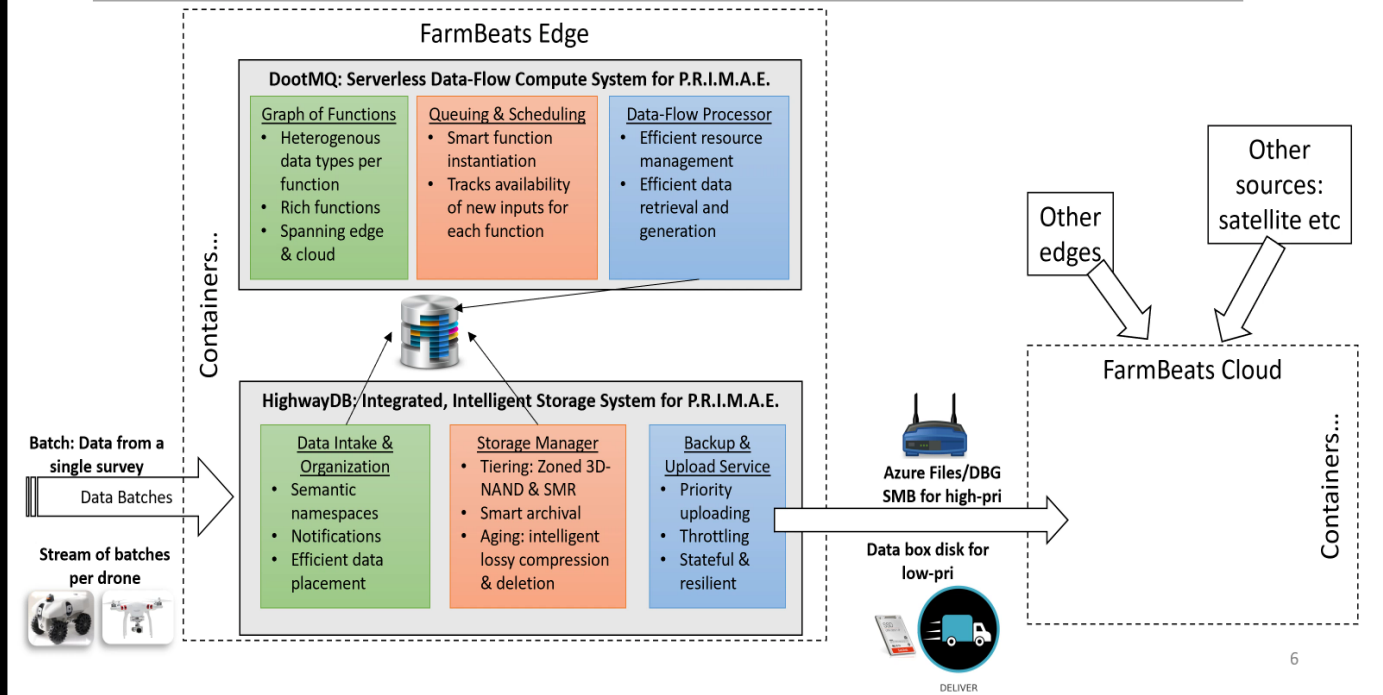 FarmBeats Edge
DootMQ: Serverless Data-Flow Compute System for P.R.I.M.A.E.
Graph of Functions
• Heterogenous
data types per
function
• Rich functions
• Spanning edge
& cloud
Queuing & Scheduling
• Smart function
instantiation
• Tracks availability
of new inputs for
each function
Data-Flow Processor
• Efficient resource
management
• Efficient data
retrieval and
generation
Containers...
HighwayDB: Integrated, Intelligent Storage System for P.R.I.M.A.E.
Data Intake &
Organization
• Semantic
namespaces
• Notifications
• Efficient data
placement
Storage Manager
• Tiering: Zoned 3D-
NAND & SMR
• Smart archival
• Aging: intelligent
lossy compression
& deletion
Backup &
Upload Service
• Priority
uploading
• Throttling
• Stateful &
resilient
Batch: Data from a
single survey
Data Batches
Stream of batches
per drone
Azure Files/DBG
SMB for high-pri
Data box disk for
low-pri
DELIVER
Other
edges
Other
sources:
satellite etc
FarmBeats Cloud
Containers...
6